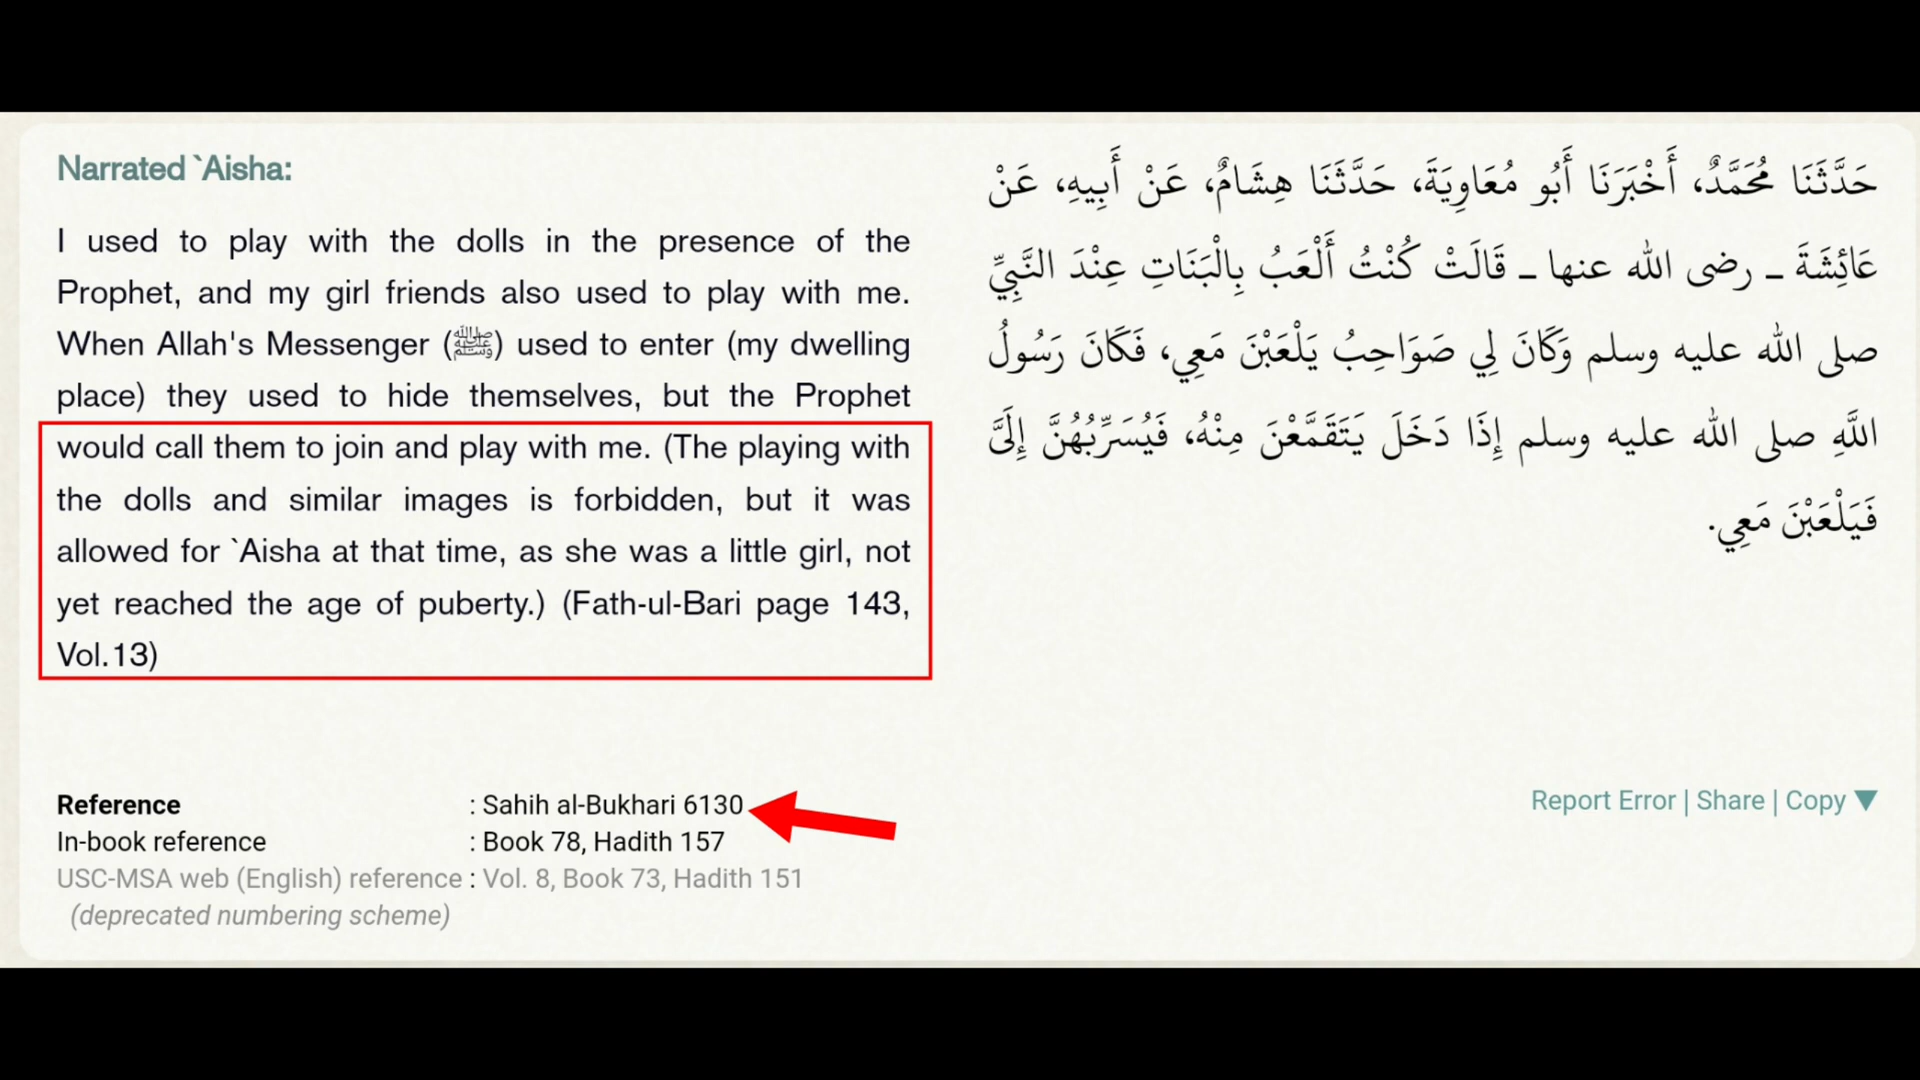 Narrated `Aisha:
I used to play with the dolls in the presence of the
Prophet, and my girl friends also used to play with me.
When Allah's Messenger (ﷺ) used to enter (my dwelling
place) they used to hide themselves, but the Prophet
would call them to join and play with me. (The playing with
the dolls and similar images is forbidden, but it was
allowed for `Aisha at that time, as she was a little girl, not
yet reached the age of puberty.) (Fath-ul-Bari page 143,
Vol.13)
حَدَّثَنَا مُحَمَّدٌ، أَخْبَرَنَا أَبُو مُعَاوِيَةَ، حَدَّثَنَا هِشَامٌ، عَنْ أَبِيهِ، عَنْ
عَائِشَةَ ـ رضى الله عنها ـ قَالَتْ كُنْتُ أَلْعَبُ بِالْبَنَاتِ عِنْدَ النَّبِيِّ
صلى الله عليه وسلم وَكَانَ لِي صَوَاحِبُ يَلْعَبْنَ مَعِي، فَكَانَ رَسُولُ
اللَّهِ صلى الله عليه وسلم إِذَا دَخَلَ يَتَقَمَّعْنَ مِنْهُ، فَيُسَرِّبُهُنَّ إِلَىَّ
فَيَلْعَبْنَ مَعِي.
Reference : Sahih al-Bukhari 6130
In-book reference : Book 78, Hadith 157
USC-MSA web (English) reference : Vol. 8, Book 73, Hadith 151
(deprecated numbering scheme)
Report Error | Share | Copy ▼